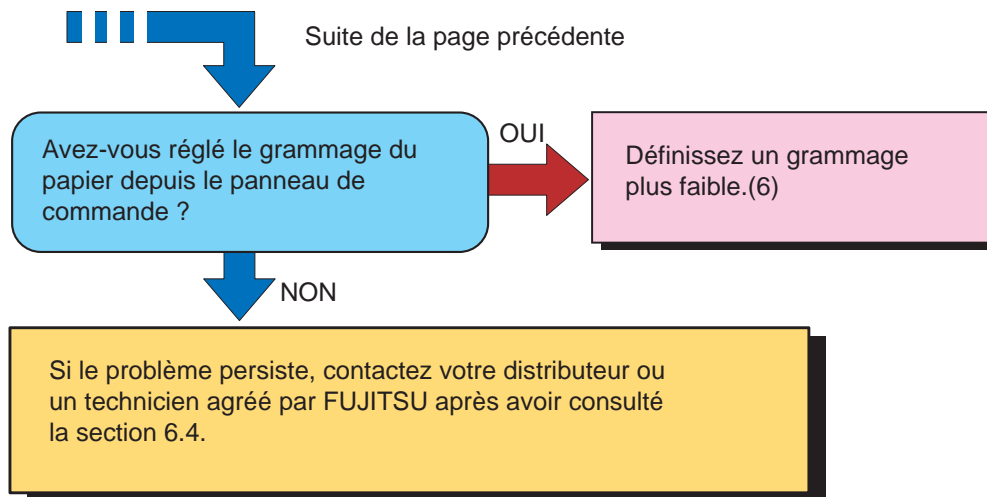 Suite de la page précédente
Avez-vous réglé le grammage du
papier depuis le panneau de
commande ?
OUI
Définissez un grammage
plus faible.(6)
NON
Si le problème persiste, contactez votre distributeur ou
un technicien agréé par FUJITSU après avoir consulté
la section 6.4.